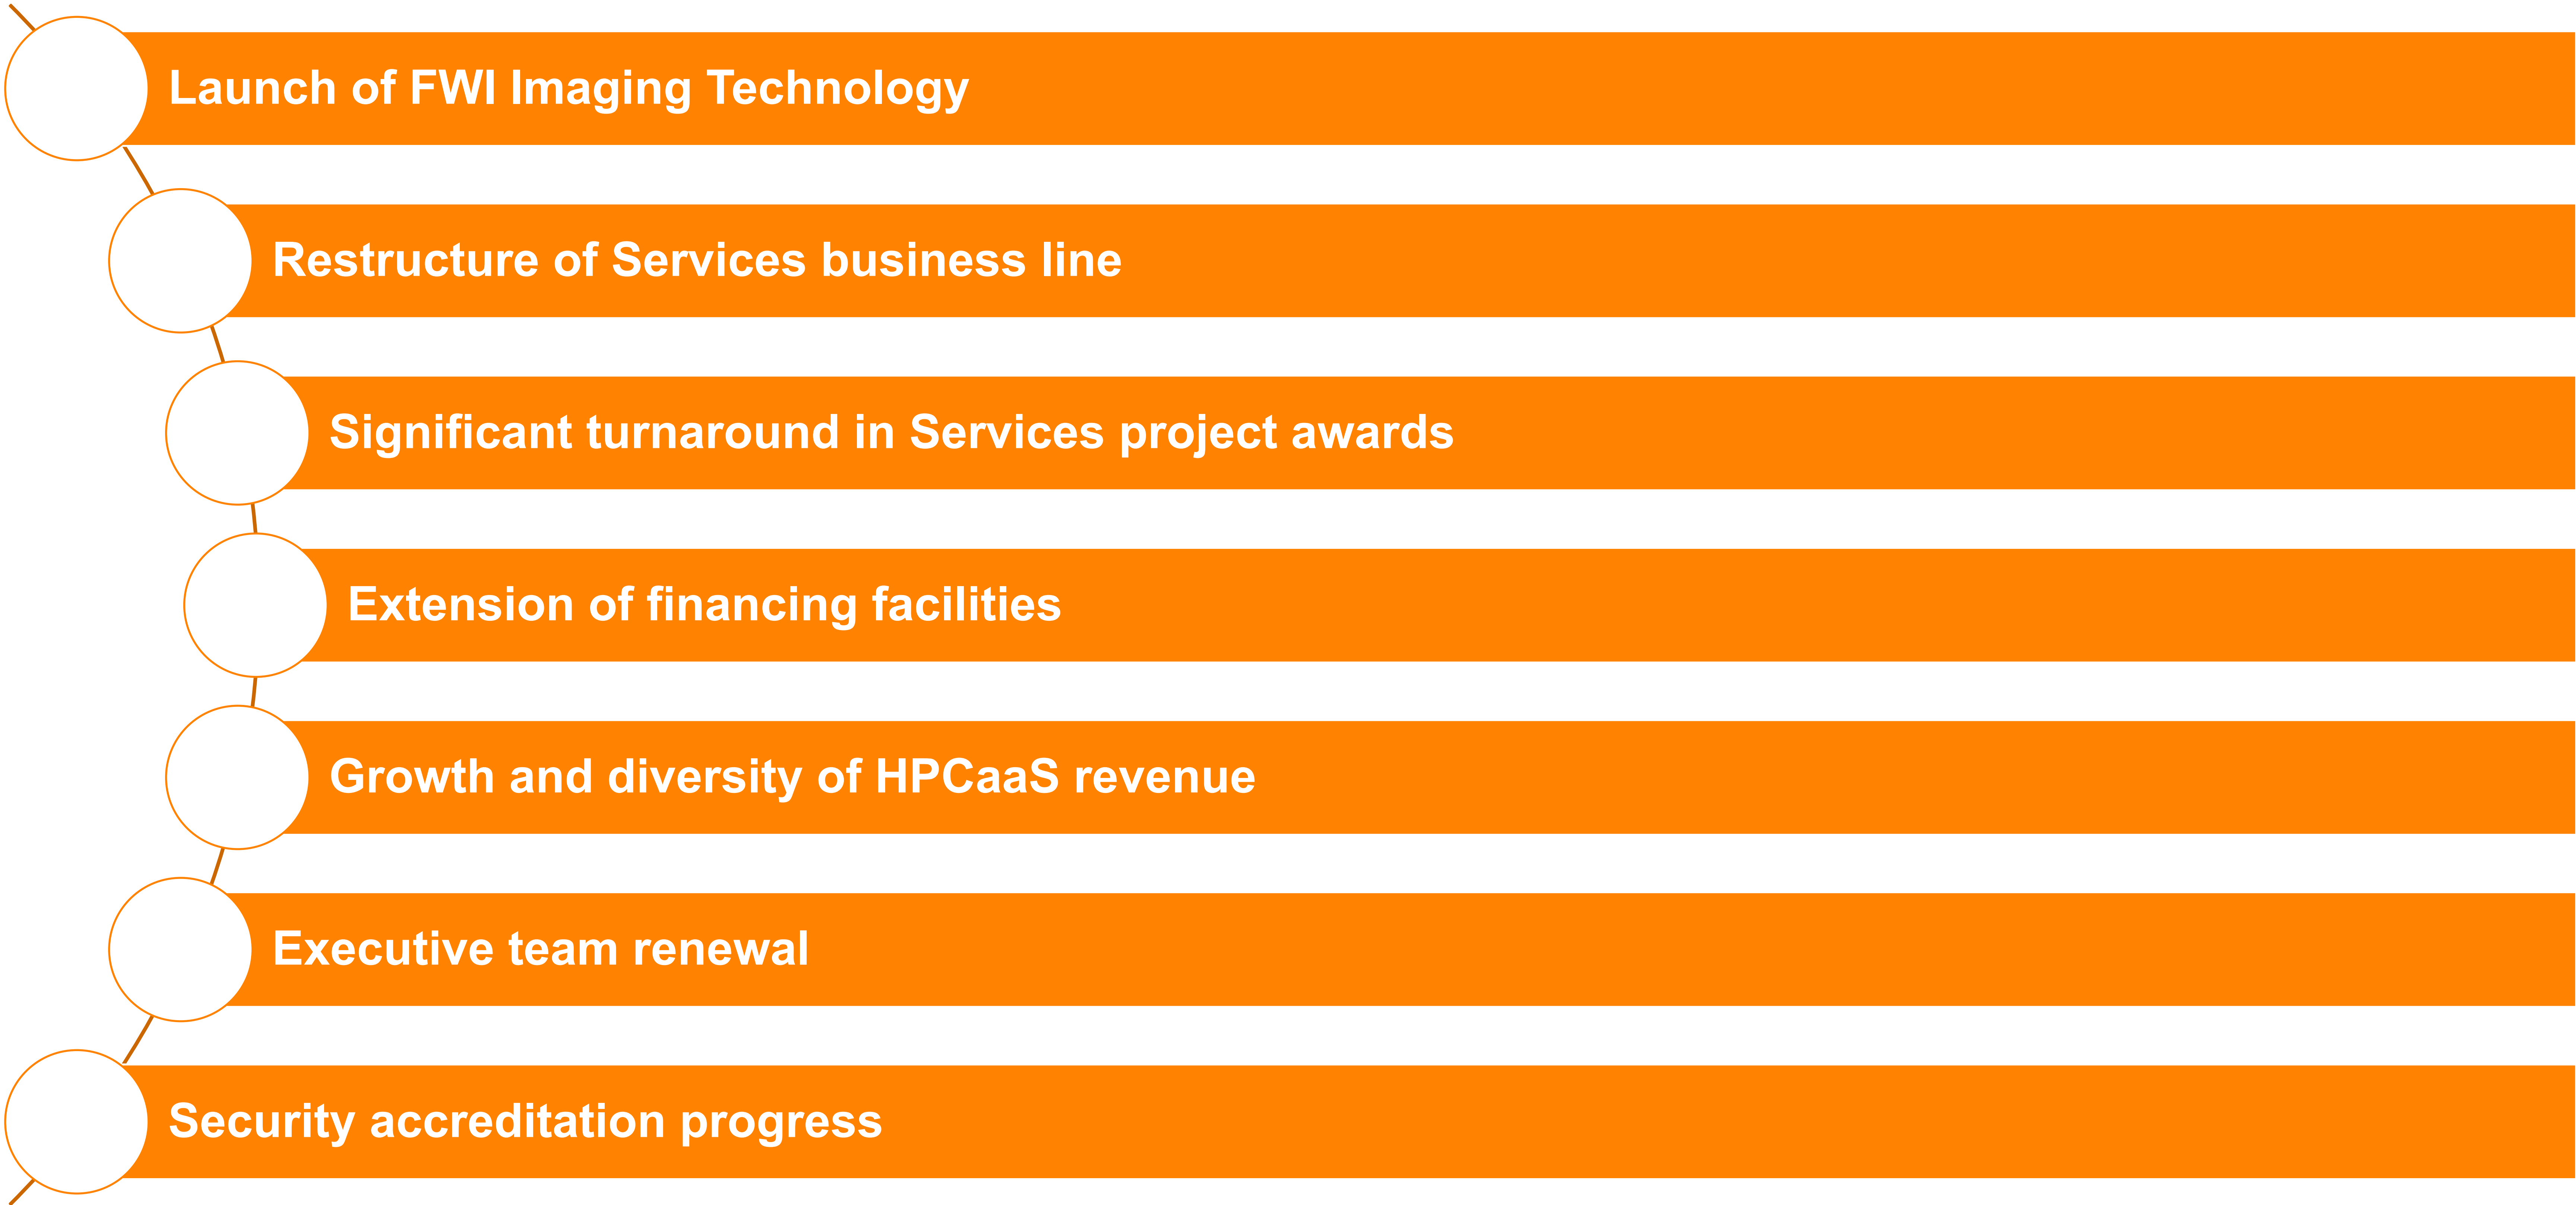 Launch of FWI Imaging Technology
Restructure of Services business line
Significant turnaround in Services project awards
Extension of financing facilities
Growth and diversity of HPCaaS revenue
Executive team renewal
Security accreditation progress